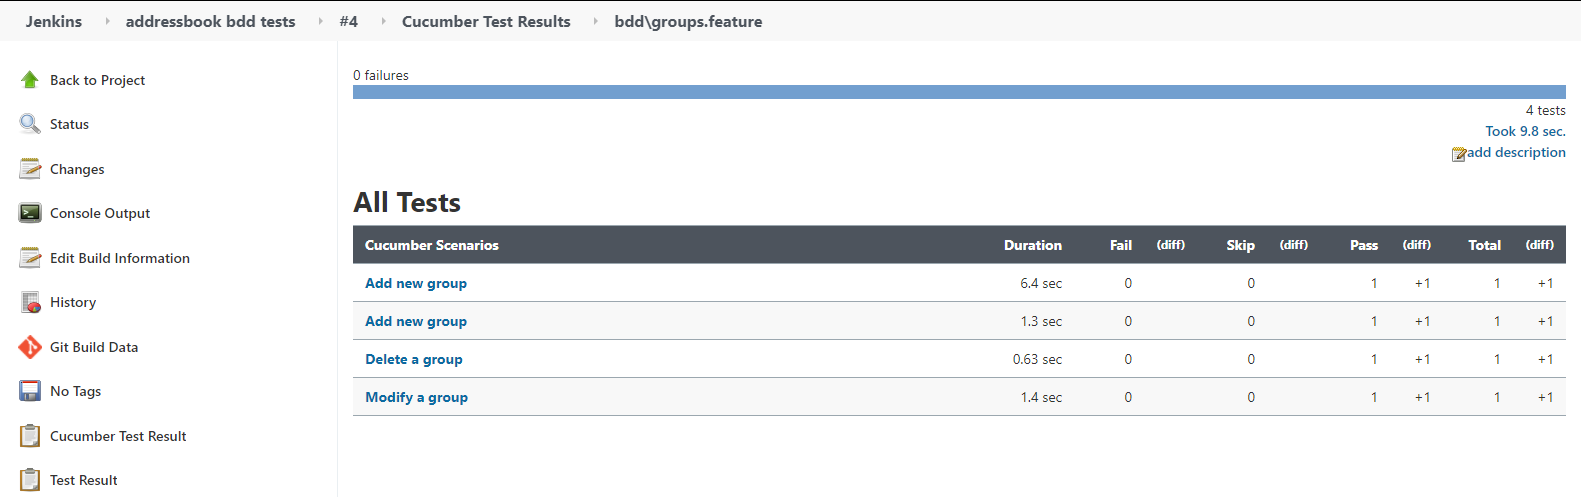 Jenkins addressbook bdd tests #4 Cucumber Test Results bdd\groups.feature
Back to Project
Status
Changes
Console Output
Edit Build Information
History
Git Build Data
No Tags
Cucumber Test Result
Test Result
0 failures
4 tests
Took 9.8 sec.
add description
All Tests
Cucumber Scenarios Duration Fail (diff) Skip (diff) Pass (diff) Total (diff)
Add new group 6.4 sec 0 0 1 +1 1 +1
Add new group 1.3 sec 0 0 1 +1 1 +1
Delete a group 0.63 sec 0 0 1 +1 1 +1
Modify a group 1.4 sec 0 0 1 +1 1 +1